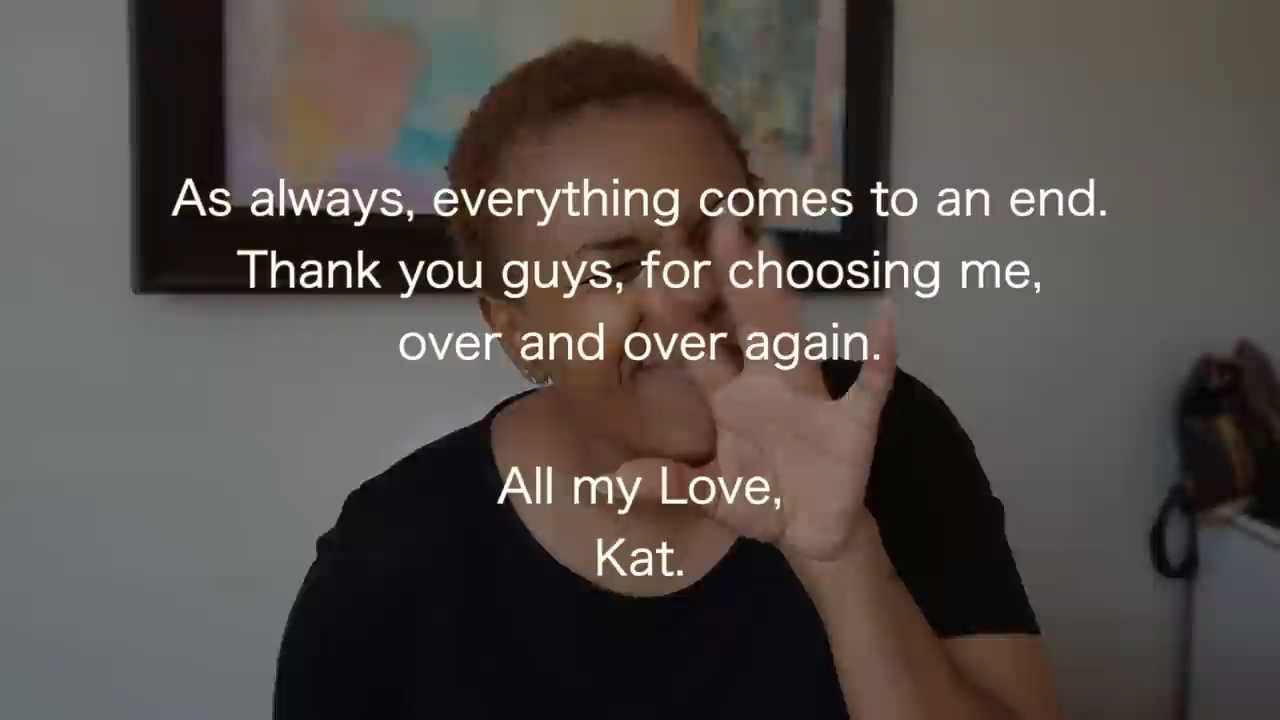 As always, everything comes to an end.
Thank you guys, for choosing me,
over and over again.
All my Love,
Kat.